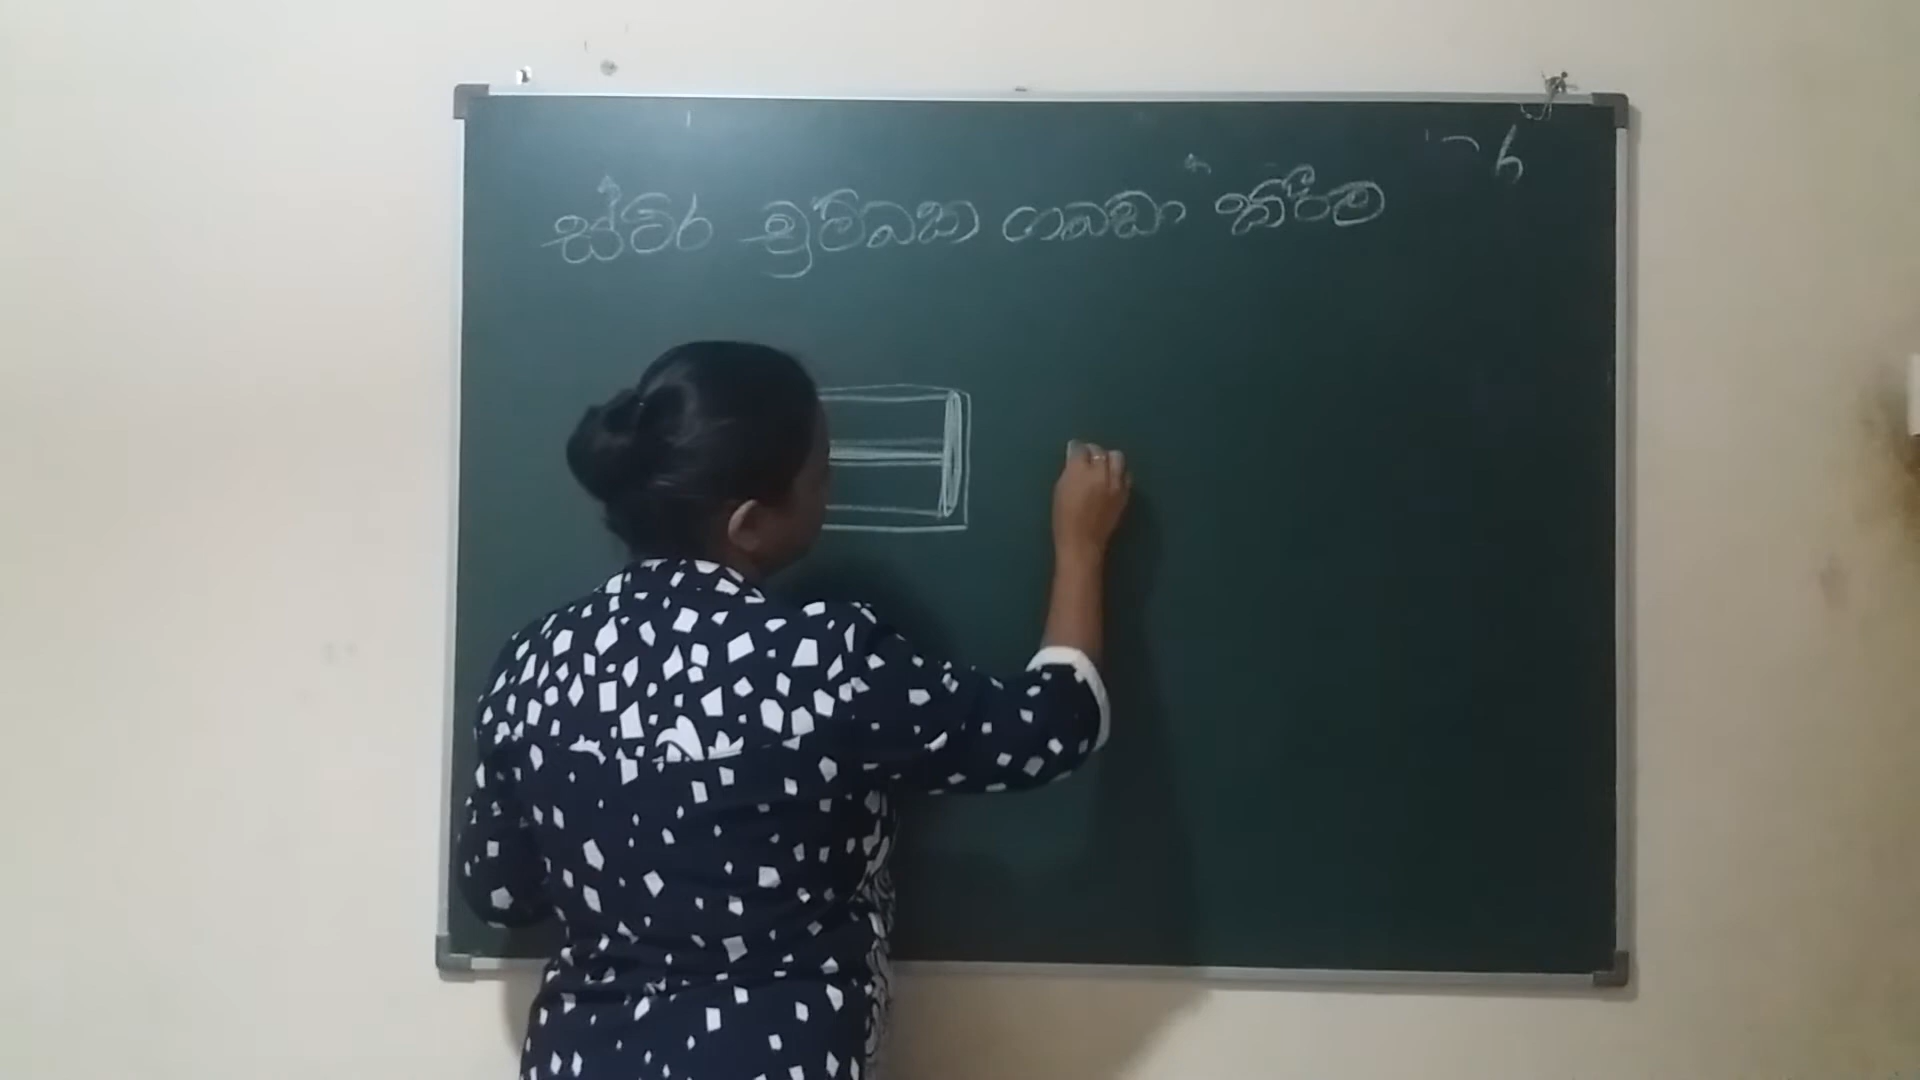 ස්ථිර චුම්බක ගබඩා කිරීම